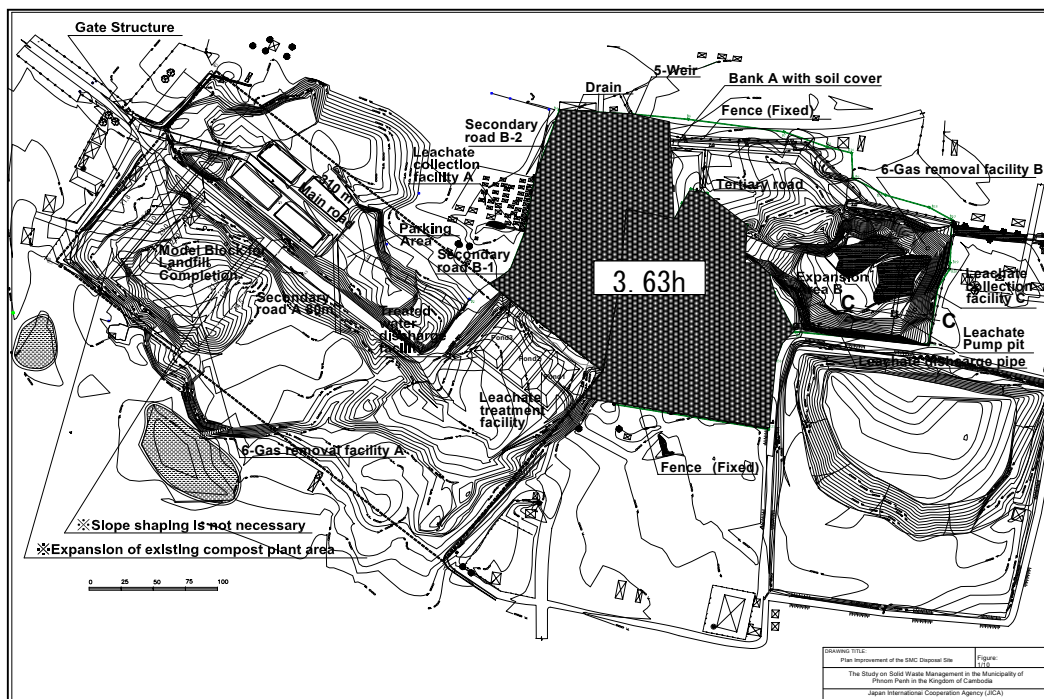 Gate Structure
5-Weir
Drain
Bank A with soil cover
Fence (Fixed)
Secondary
road B-2
Leachate
collection
facility A
6-Gas removal facility B
Tertiary road
310 m
Main road
Parking
Area
Secondary
road B-1
Model Block for
Landfill
Completion
Secondary
road A 80m
Treated
water
discharge
facility
3. 63h
Expansion
area B
C
C
Leachate
collection
facility C
Leachate
Pump pit
Leachate discharge pipe
Pond3
Pond2
Leachate
treatment
facility
6-Gas removal facility A
Fence (Fixed)
※Slope shaping is not necessary
※Expansion of existing compost plant area
0 25 50 75 100
DRAWING TITLE:
Plan Improvement of the SMC Disposal Site
Figure:
1/10
The Study on Solid Waste Management in the Municipality of
Phnom Penh in the Kingdom of Cambodia
Japan International Cooperation Agency (JICA)